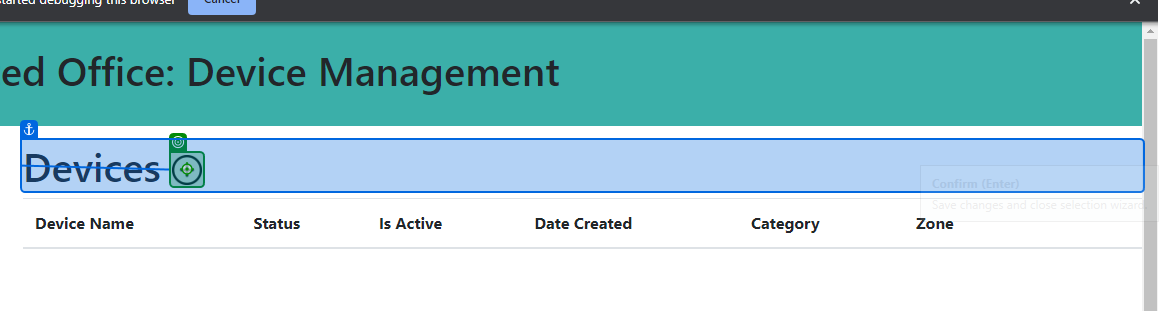 started debugging this browser Cancel
ed Office: Device Management
Devices
Confirm (Enter)
Save changes and close selection wizard
Device Name Status Is Active Date Created Category Zone